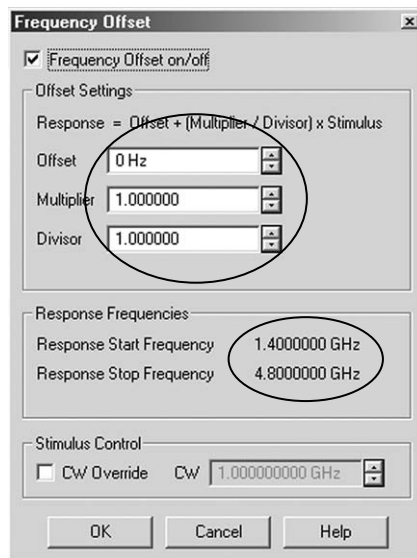 Frequency Offset
Frequency Offset on/off
Offset Settings
Response = Offset + (Multiplier / Divisor) x Stimulus
Offset 0 Hz
Multiplier 1.000000
Divisor 1.000000
Response Frequencies
Response Start Frequency 1.4000000 GHz
Response Stop Frequency 4.8000000 GHz
Stimulus Control
CW Override CW 1.000000000 GHz
OK Cancel Help